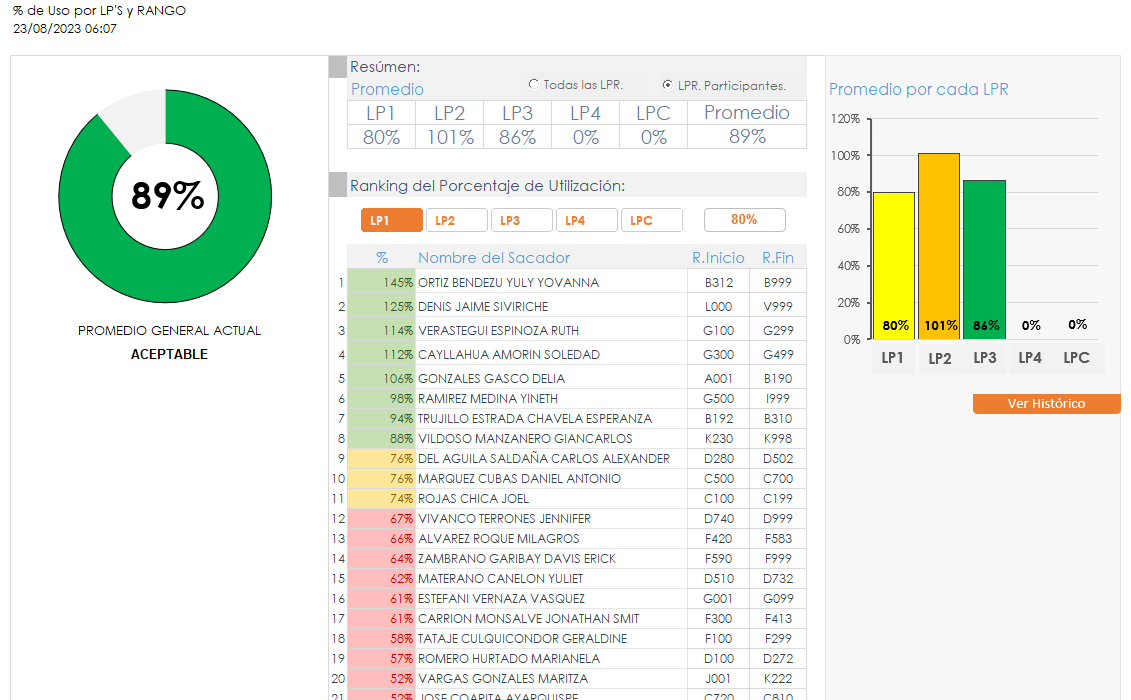 % de Uso por LP'S y RANGO
23/08/2023 06:07
89%
PROMEDIO GENERAL ACTUAL
ACEPTABLE
Resúmen:
Promedio
Todas las LPR.
LPR. Participantes.
LP1 LP2 LP3 LP4 LPC Promedio
80% 101% 86% 0% 0% 89%
Ranking del Porcentaje de Utilización:
LP1 LP2 LP3 LP4 LPC 80%
% Nombre del Sacador R.Inicio R.Fin
1 145% ORTIZ BENDEZU YULY YOVANNA B312 B999
2 125% DENIS JAIME SIVIRICHE L000 V999
3 114% VERASTEGUI ESPINOZA RUTH G100 G299
4 112% CAYLLAHUA AMORIN SOLEDAD G300 G499
5 106% GONZALES GASCO DELIA A001 B190
6 98% RAMIREZ MEDINA YINETH G500 I999
7 94% TRUJILLO ESTRADA CHAVELA ESPERANZA B192 B310
8 88% VILDOSO MANZANERO GIANCARLOS K230 K998
9 76% DEL AGUILA SALDAÑA CARLOS ALEXANDER D280 D502
10 76% MARQUEZ CUBAS DANIEL ANTONIO C500 C700
11 74% ROJAS CHICA JOEL C100 C199
12 67% VIVANCO TERRONES JENNIFER D740 D999
13 66% ALVAREZ ROQUE MILAGROS F420 F583
14 64% ZAMBRANO GARIBAY DAVIS ERICK F590 F999
15 62% MATERANO CANELON YULIET D510 D732
16 61% ESTEFANI VERNAZA VASQUEZ G001 G099
17 61% CARRION MONSALVE JONATHAN SMIT F300 F413
18 58% TATAJE CULQUICONDOR GERALDINE F100 F299
19 57% ROMERO HURTADO MARIANELA D100 D272
20 52% VARGAS GONZALES MARITZA J001 K222
21 52% JOSE COARITA AYARQUISPE C720 C810
Promedio por cada LPR
120%
100%
80%
60%
40%
20%
0%
80% 101% 86% 0% 0%
LP1 LP2 LP3 LP4 LPC
Ver Histórico